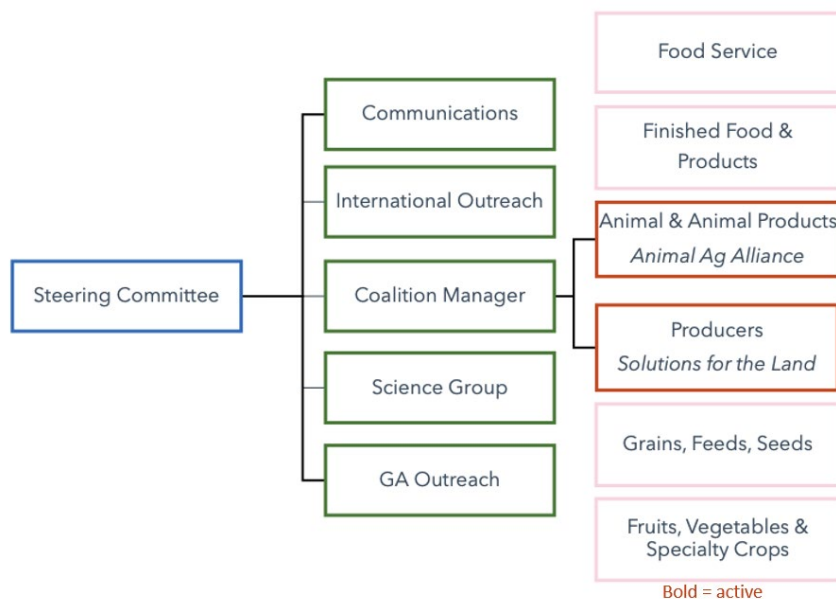 Steering Committee
Communications
International Outreach
Coalition Manager
Science Group
GA Outreach
Food Service
Finished Food &
Products
Animal & Animal Products
Animal Ag Alliance
Producers
Solutions for the Land
Grains, Feeds, Seeds
Fruits, Vegetables &
Specialty Crops
Bold = active